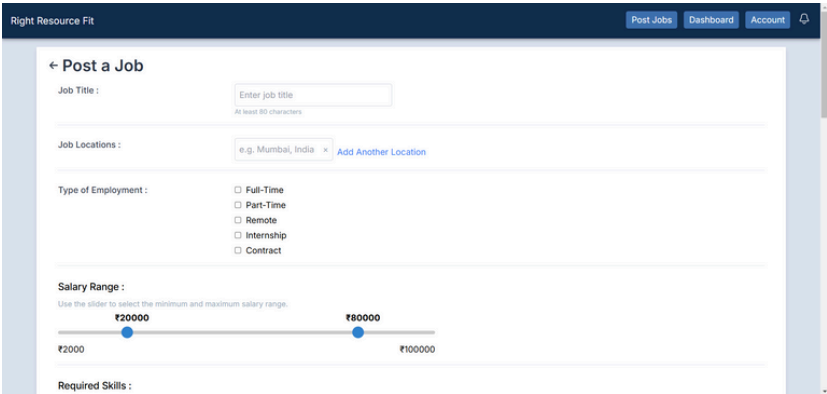 Right Resource Fit
Post Jobs Dashboard Account
← Post a Job
Job Title :
Enter job title
At least 80 characters
Job Locations :
e.g. Mumbai, India × Add Another Location
Type of Employment :
Full-Time
Part-Time
Remote
Internship
Contract
Salary Range :
Use the slider to select the minimum and maximum salary range.
₹20000 ₹80000
₹2000 ₹100000
Required Skills :